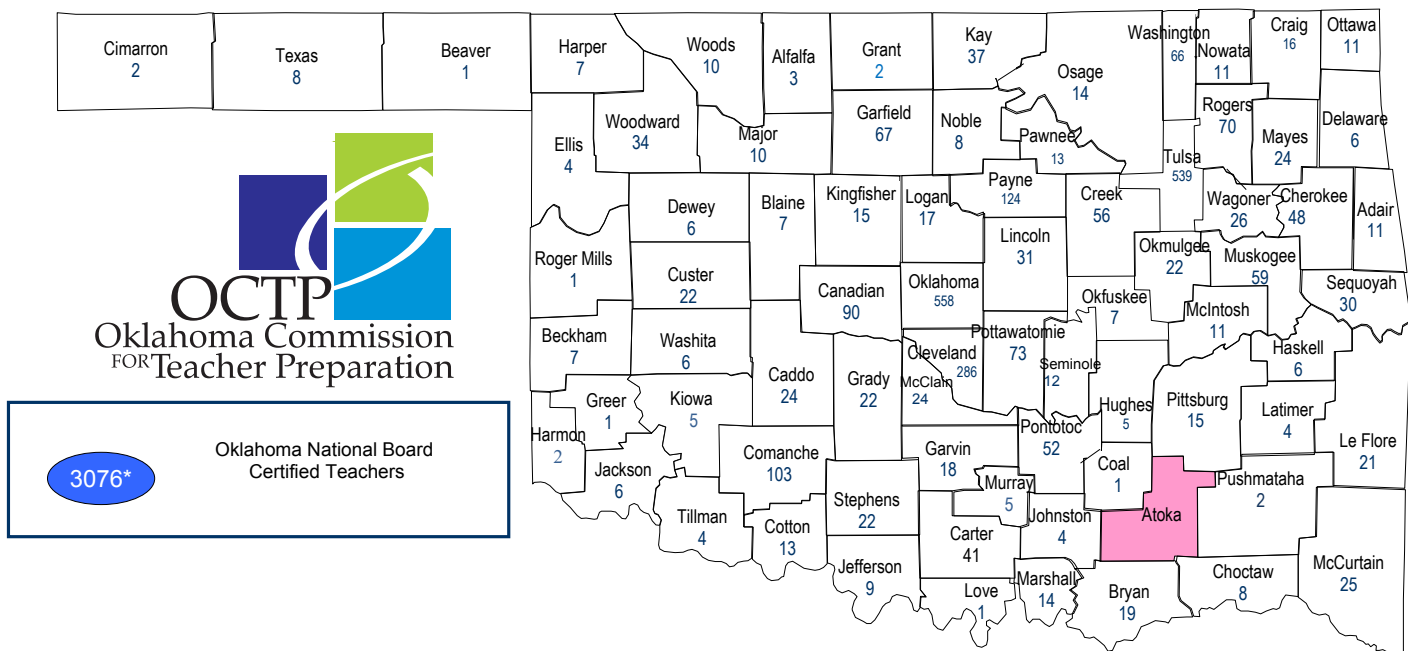 Cimarron
2
Texas
8
Beaver
1
Harper
7
Woods
10
Alfalfa
3
Grant
2
Kay
37
Osage
14
Washington
66
Nowata
11
Craig
16
Ottawa
11
Ellis
4
Woodward
34
Major
10
Garfield
67
Noble
8
Pawnee
13
Tulsa
539
Rogers
70
Mayes
24
Delaware
6
Dewey
6
Blaine
7
Kingfisher
15
Logan
17
Payne
124
Creek
56
Wagoner
26
Cherokee
48
Adair
11
Roger Mills
1
Custer
22
Canadian
90
Oklahoma
558
Lincoln
31
Okmulgee
22
Muskogee
59
Sequoyah
30
OCTP
Oklahoma Commission
FOR Teacher Preparation
Beckham
7
Washita
6
Caddo
24
Grady
22
Cleveland
286
McClain
24
Pottawatomie
73
Seminole
12
Okfuskee
7
McIntosh
11
Haskell
6
Greer
1
Kiowa
5
Hughes
5
Pittsburg
15
Latimer
4
Le Flore
21
Harmon
2
Jackson
6
Comanche
103
Garvin
18
Pontotoc
52
Coal
1
Atoka
Pushmataha
2
3076*
Oklahoma National Board
Certified Teachers
Tillman
4
Cotton
13
Stephens
22
Murray
5
Carter
41
Johnston
4
Jefferson
9
Love
1
Marshall
14
Bryan
19
Choctaw
8
McCurtain
25